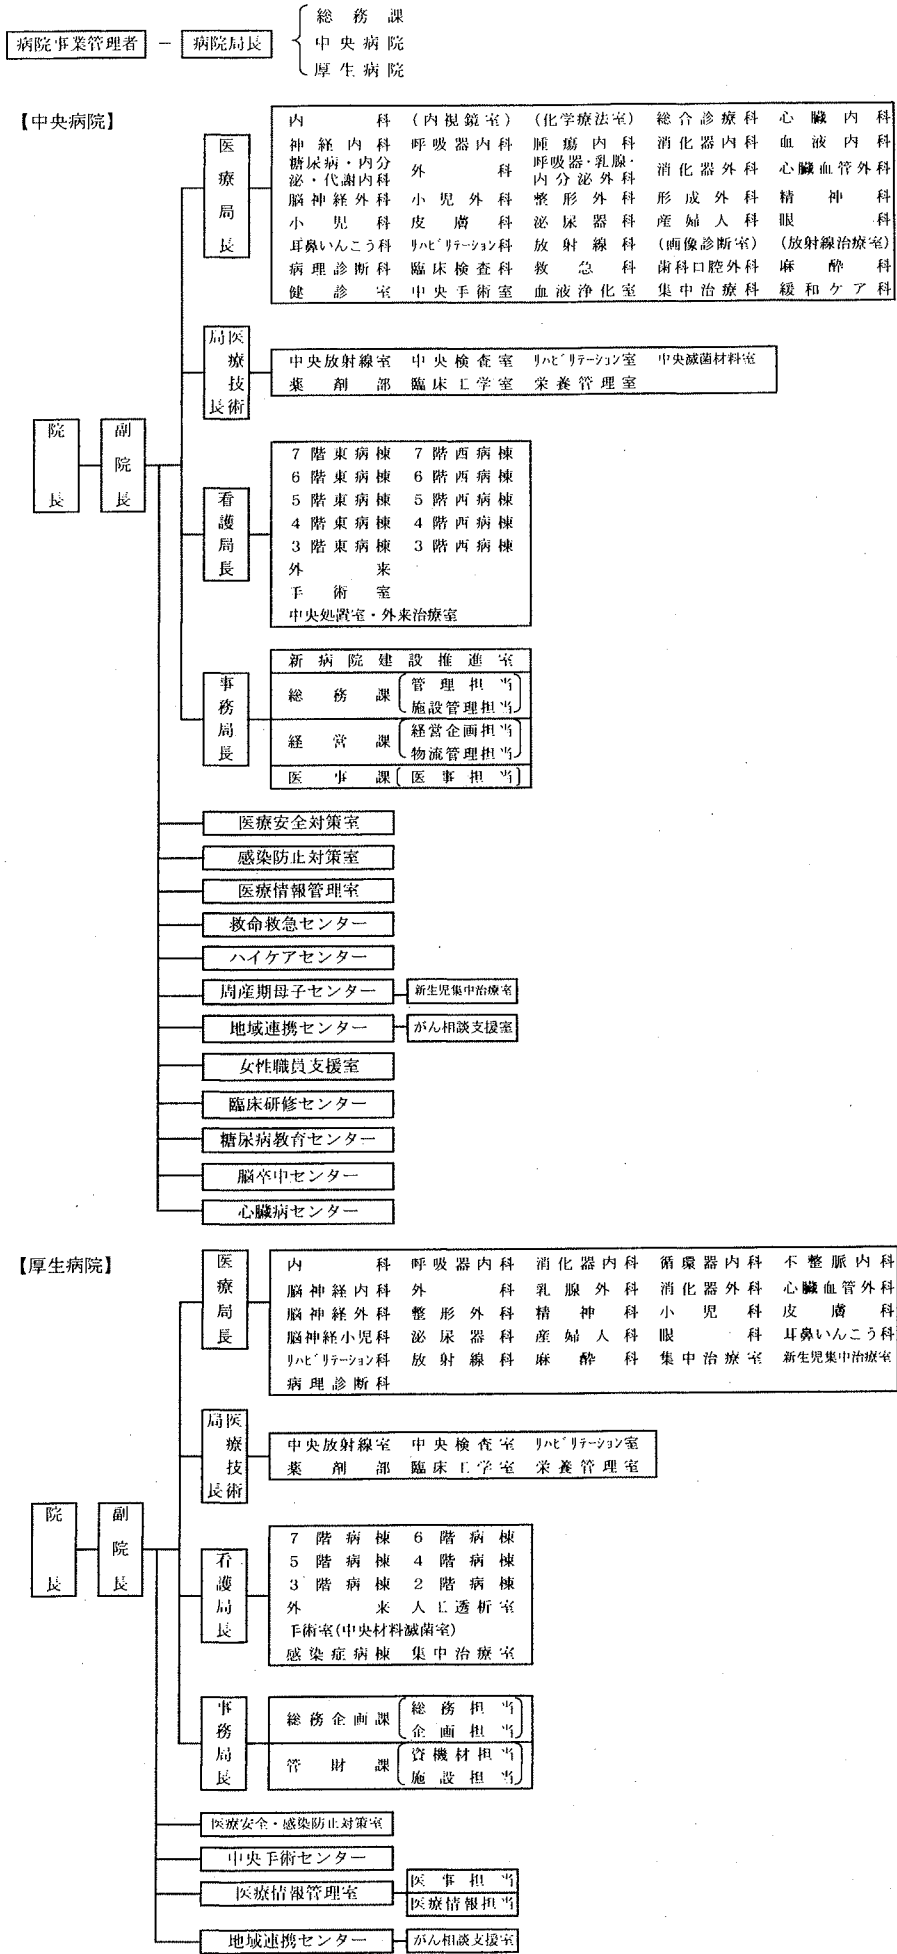 病院事業管理者 － 病院局長
総務課
中央病院
厚生病院
【中央病院】
院長
副院長
医療局長
内科 (内視鏡室) (化学療法室) 総合診療科 心臓内科
神経内科 呼吸器内科 腫瘍内科 消化器内科 血液内科
糖尿病・内分泌・代謝内科 外科 呼吸器・乳腺・内分泌外科 消化器外科 心臓血管外科
脳神経外科 小児外科 整形外科 形成外科 精神科
小児科 皮膚科 泌尿器科 産婦人科 眼科
耳鼻いんこう科 ﾘﾊﾋﾞﾘﾃｰｼｮﾝ科 放射線科 (画像診断室) (放射線治療室)
病理診断科 臨床検査科 救急科 歯科口腔外科 麻酔科
健診室 中央手術室 血液浄化室 集中治療科 緩和ケア科
医療技術局長
中央放射線室 中央検査室 ﾘﾊﾋﾞﾘﾃｰｼｮﾝ室 中央滅菌材料室
薬剤部 臨床工学室 栄養管理室
看護局長
7階東病棟 7階西病棟
6階東病棟 6階西病棟
5階東病棟 5階西病棟
4階東病棟 4階西病棟
3階東病棟 3階西病棟
外来
手術室
中央処置室・外来治療室
事務局長
新病院建設推進室
総務課 管理担当
施設管理担当
経営課 経営企画担当
物流管理担当
医事課 医事担当
医療安全対策室
感染防止対策室
医療情報管理室
救命救急センター
ハイケアセンター
周産期母子センター 新生児集中治療室
地域連携センター がん相談支援室
女性職員支援室
臨床研修センター
糖尿病教育センター
脳卒中センター
心臓病センター
【厚生病院】
院長
副院長
医療局長
内科 呼吸器内科 消化器内科 循環器内科 不整脈内科
脳神経内科 外科 乳腺外科 消化器外科 心臓血管外科
脳神経外科 整形外科 精神科 小児科 皮膚科
脳神経小児科 泌尿器科 産婦人科 眼科 耳鼻いんこう科
ﾘﾊﾋﾞﾘﾃｰｼｮﾝ科 放射線科 麻酔科 集中治療室 新生児集中治療室
病理診断科
医療技術局長
中央放射線室 中央検査室 ﾘﾊﾋﾞﾘﾃｰｼｮﾝ室
薬剤部 臨床工学室 栄養管理室
看護局長
7階病棟 6階病棟
5階病棟 4階病棟
3階病棟 2階病棟
外来 人工透析室
手術室(中央材料滅菌室)
感染症病棟 集中治療室
事務局長
総務企画課 総務担当
企画担当
管財課 資機材担当
施設担当
医療安全・感染防止対策室
中央手術センター
医療情報管理室 医事担当
医療情報担当
地域連携センター がん相談支援室